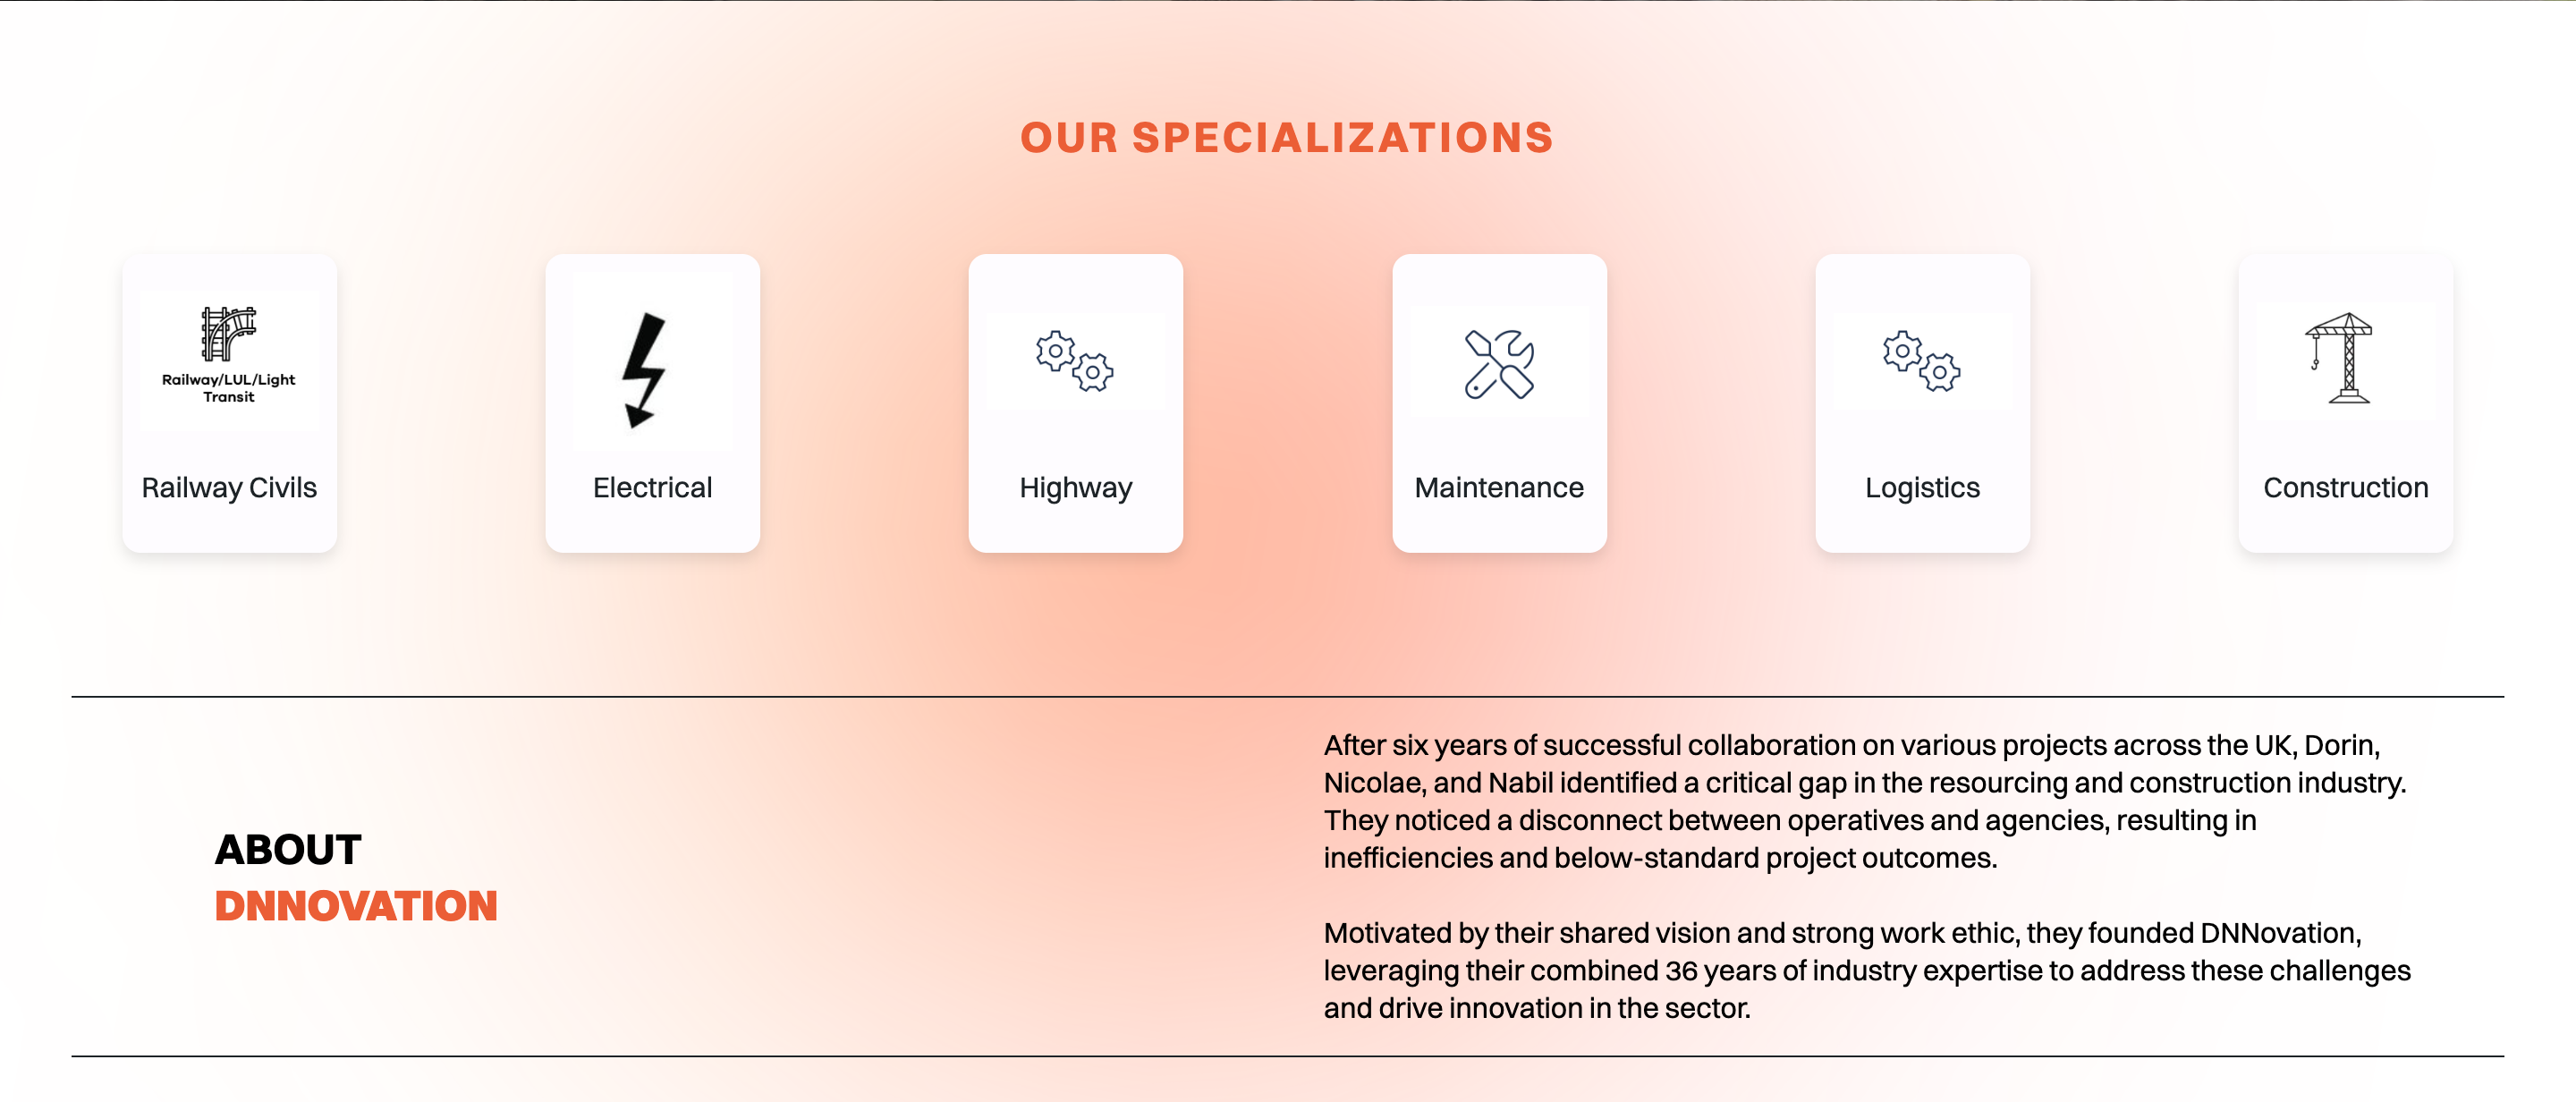 OUR SPECIALIZATIONS
Railway/LUL/Light
Transit
Railway Civils
Electrical
Highway
Maintenance
Logistics
Construction
ABOUT
DNNOVATION
After six years of successful collaboration on various projects across the UK, Dorin,
Nicolae, and Nabil identified a critical gap in the resourcing and construction industry.
They noticed a disconnect between operatives and agencies, resulting in
inefficiencies and below-standard project outcomes.
Motivated by their shared vision and strong work ethic, they founded DNNovation,
leveraging their combined 36 years of industry expertise to address these challenges
and drive innovation in the sector.